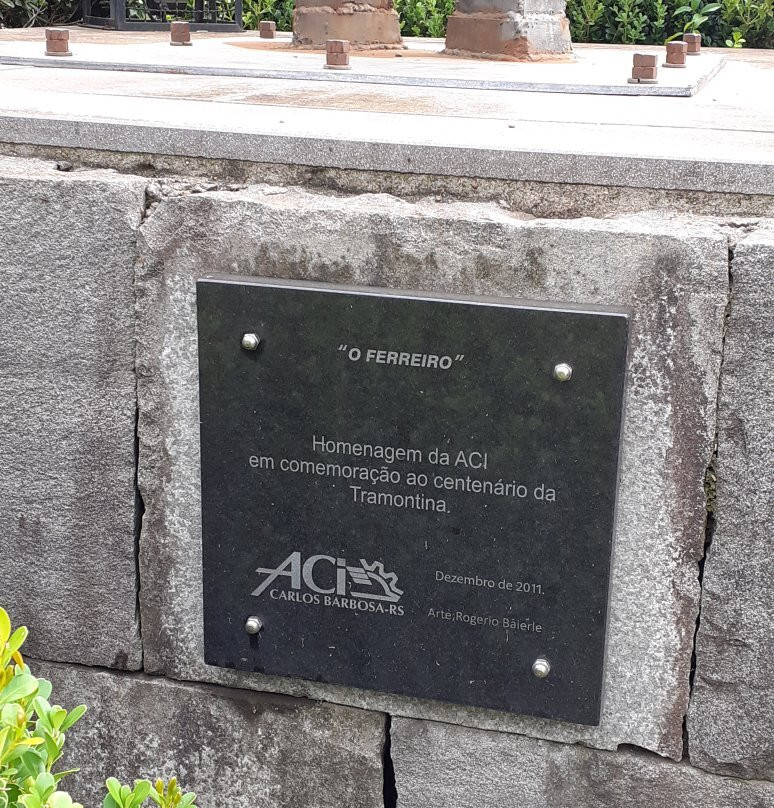 "O FERREIRO"
Homenagem da ACI
em comemoração ao centenário da
Tramontina.
ACi
CARLOS BARBOSA-RS
Dezembro de 2011.
Arte;Rogerio Bãierle